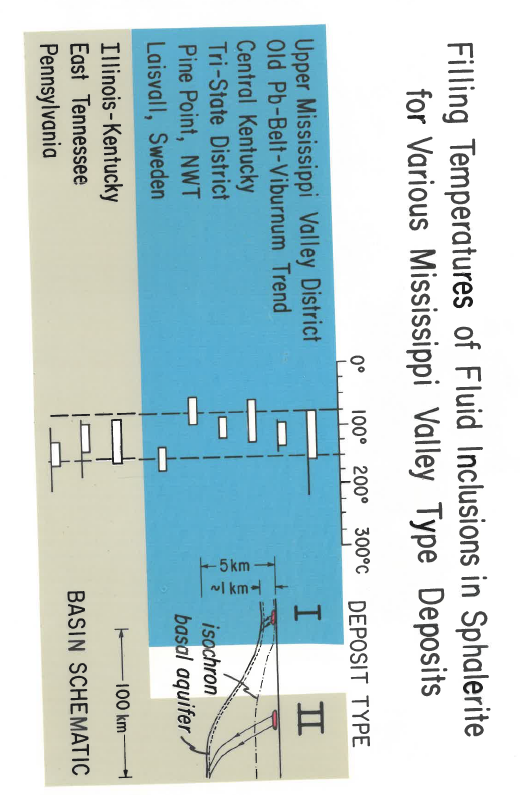 Filling Temperatures of Fluid Inclusions in Sphalerite
for Various Mississippi Valley Type Deposits
0° 100° 200° 300°C
DEPOSIT TYPE
Upper Mississippi Valley District
Old Pb-Belt-Viburnum Trend
Central Kentucky
Tri-State District
Pine Point, NWT
Laisvall, Sweden
Illinois-Kentucky
East Tennessee
Pennsylvania
I
II
5 km
~1 km
isochron
basal aquifer
100 km
BASIN SCHEMATIC